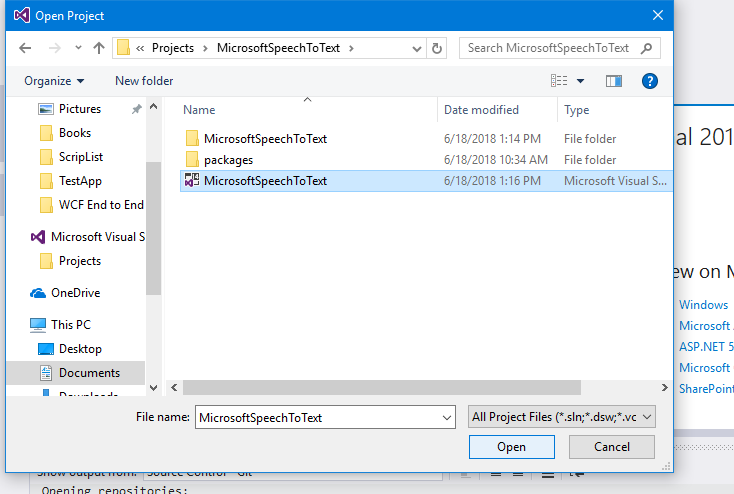 Open Project
« Projects > MicrosoftSpeechToText >
Search MicrosoftSpeechToText
Organize
New folder
Name
Date modified
Type
Pictures
Books
ScripList
TestApp
WCF End to End
Microsoft Visual S
Projects
OneDrive
This PC
Desktop
Documents
Downloads
MicrosoftSpeechToText 6/18/2018 1:14 PM File folder
packages 6/18/2018 10:34 AM File folder
MicrosoftSpeechToText 6/18/2018 1:16 PM Microsoft Visual S...
File name:
MicrosoftSpeechToText
All Project Files (*.sln;*.dsw;*.vc
Open
Cancel
al 201
ew on M
Windows
Microsoft
ASP.NET 5
Microsoft
SharePoint
Show output from: Source Control - Git
Opening repositories: